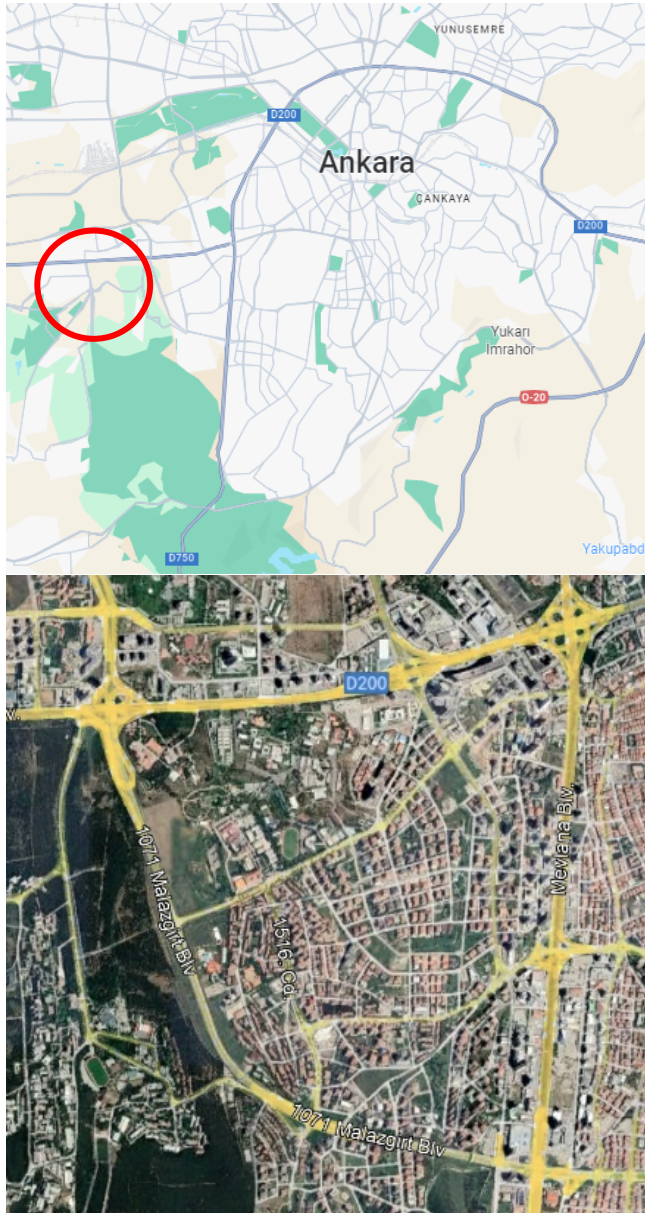 YUNUSEMRE
D200
Ankara
ÇANKAYA
D200
Yukarı
İmrahor
O-20
Yakupabd
D750
D200
v.
Mevlana Blv.
1071 Malazgirt Blv
1516. Cd.
1071 Malazgirt Blv